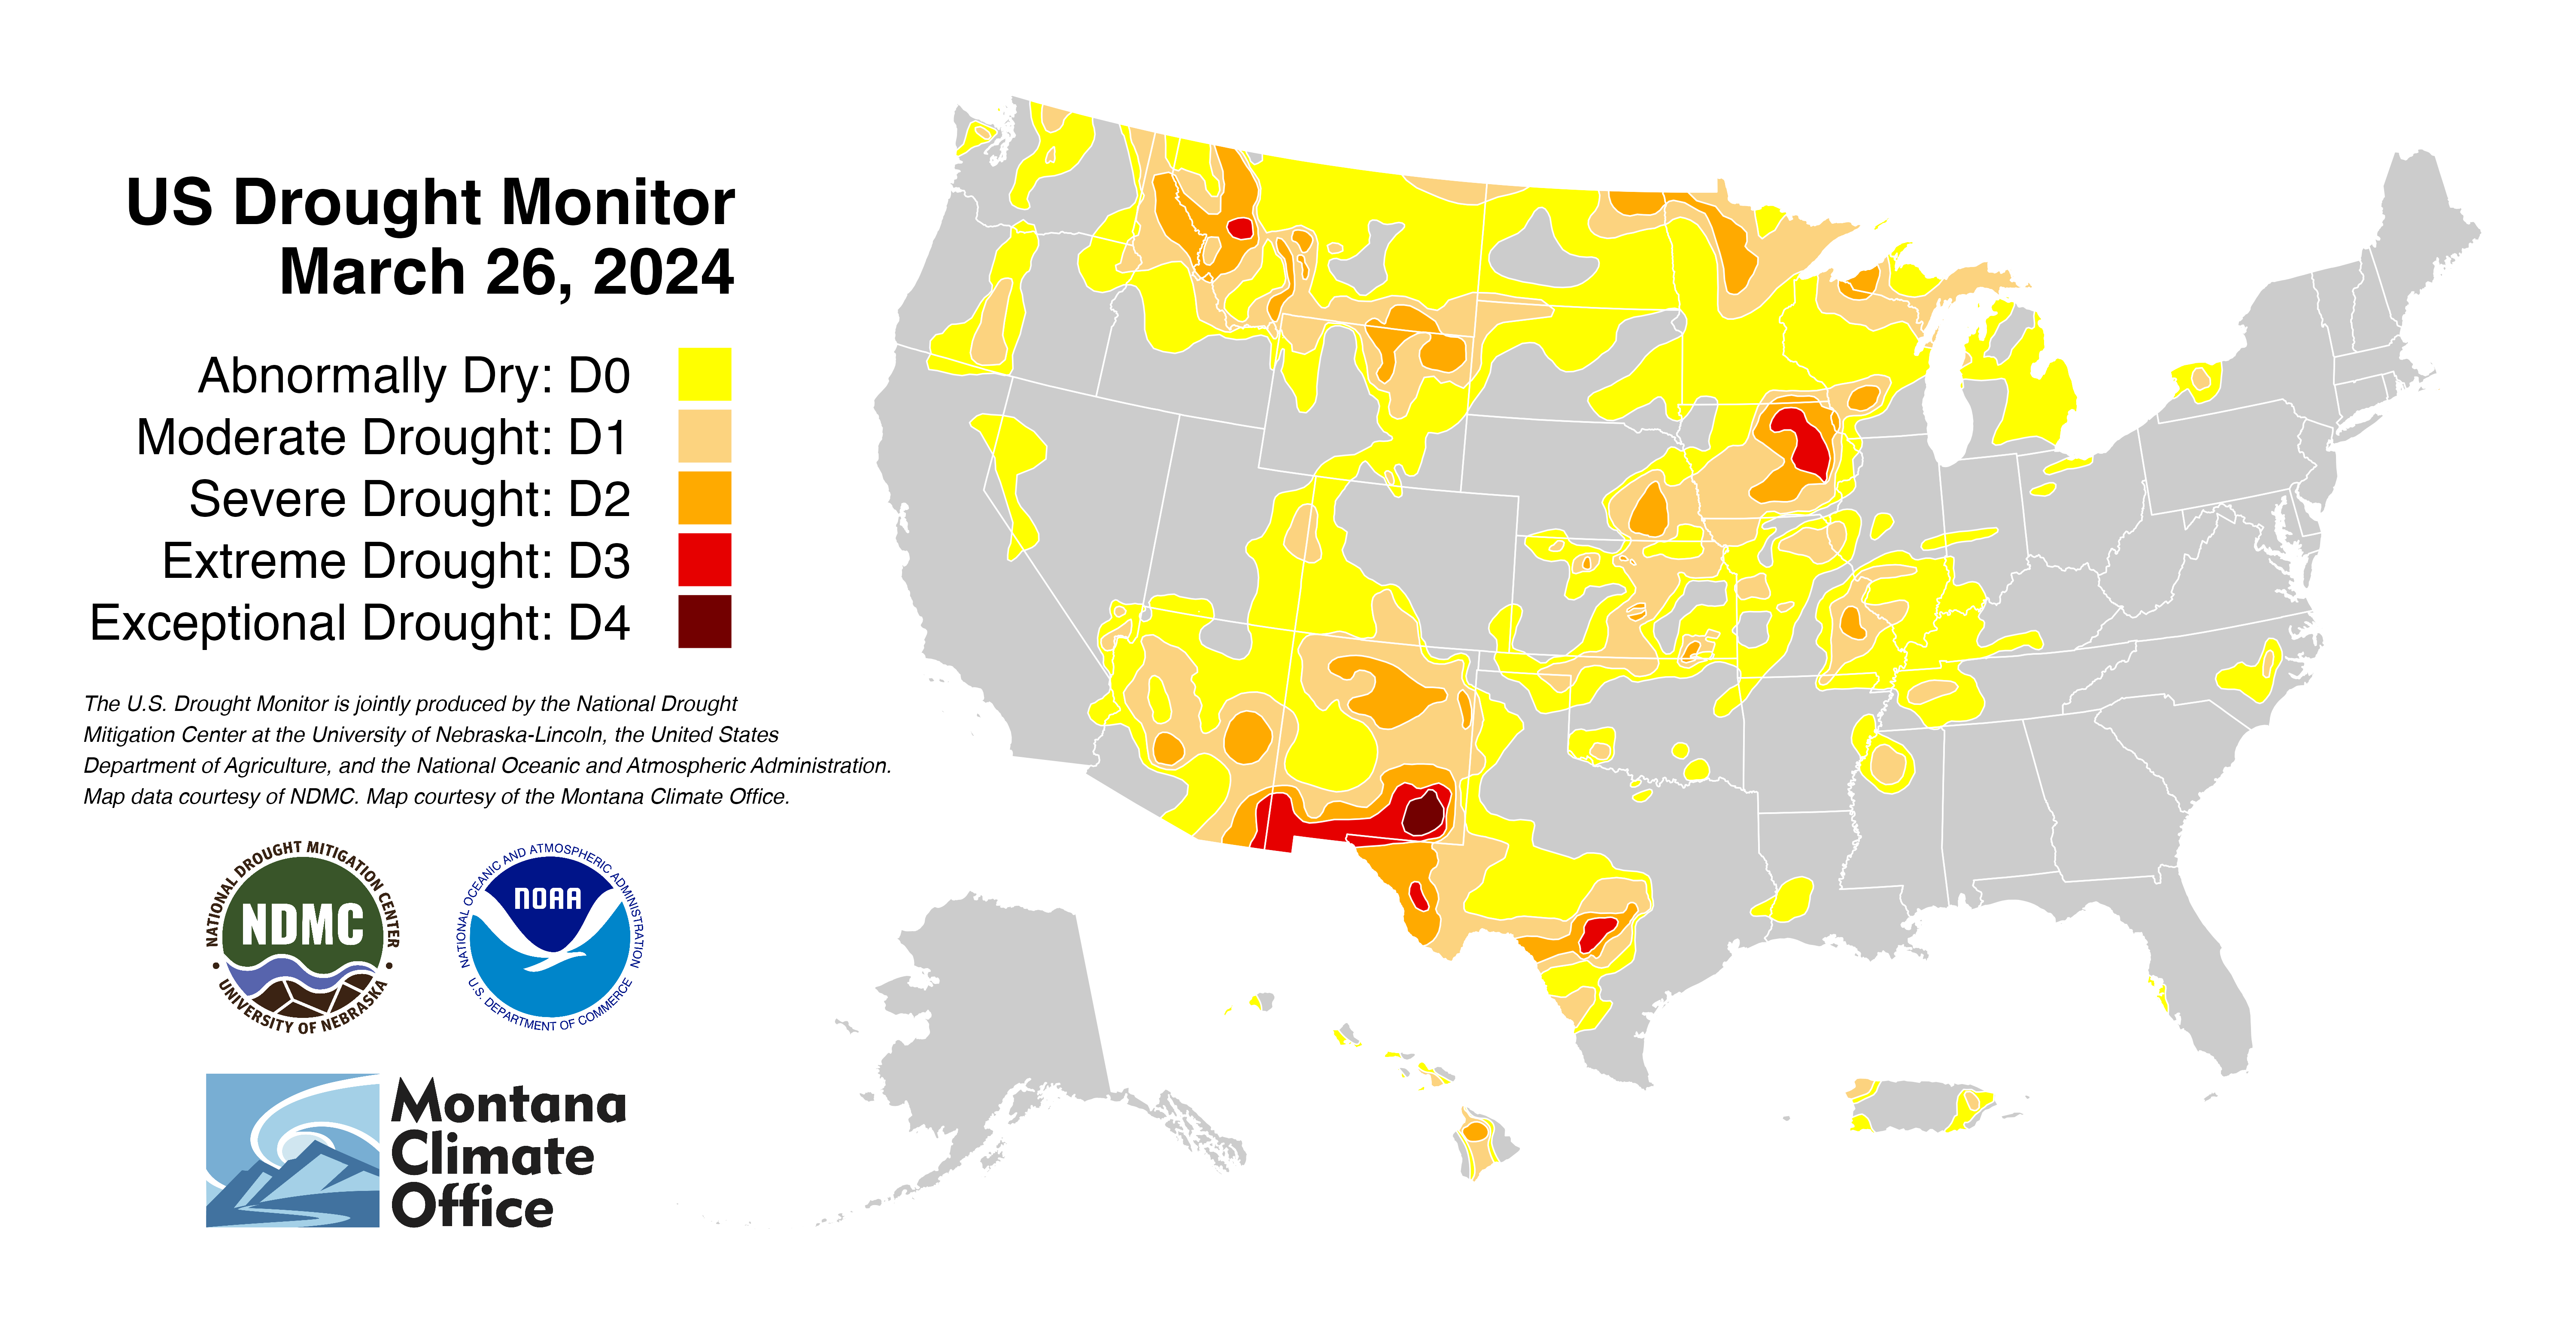 US Drought Monitor
March 26, 2024
Abnormally Dry: D0
Moderate Drought: D1
Severe Drought: D2
Extreme Drought: D3
Exceptional Drought: D4
The U.S. Drought Monitor is jointly produced by the National Drought
Mitigation Center at the University of Nebraska-Lincoln, the United States
Department of Agriculture, and the National Oceanic and Atmospheric Administration.
Map data courtesy of NDMC. Map courtesy of the Montana Climate Office.
NATIONAL DROUGHT MITIGATION CENTER
NDMC
UNIVERSITY OF NEBRASKA
NATIONAL OCEANIC AND ATMOSPHERIC ADMINISTRATION
NOAA
U.S. DEPARTMENT OF COMMERCE
Montana
Climate
Office